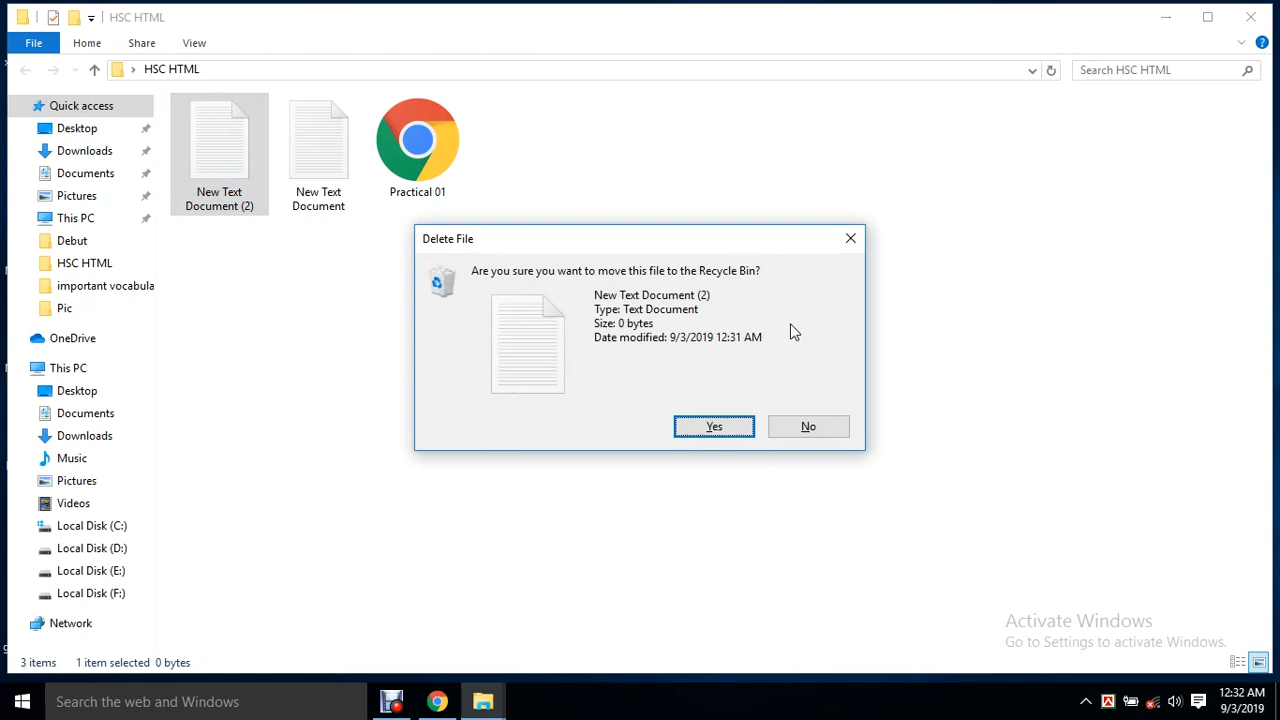 HSC HTML
File
Home
Share
View
HSC HTML
Search HSC HTML
Quick access
Desktop
Downloads
Documents
Pictures
This PC
Debut
HSC HTML
important vocabula
Pic
OneDrive
This PC
Desktop
Documents
Downloads
Music
Pictures
Videos
Local Disk (C:)
Local Disk (D:)
Local Disk (E:)
Local Disk (F:)
Network
New Text
Document (2)
New Text
Document
Practical 01
Delete File
Are you sure you want to move this file to the Recycle Bin?
New Text Document (2)
Type: Text Document
Size: 0 bytes
Date modified: 9/3/2019 12:31 AM
Yes
No
Activate Windows
Go to Settings to activate Windows.
3 items
1 item selected 0 bytes
Search the web and Windows
12:32 AM
9/3/2019